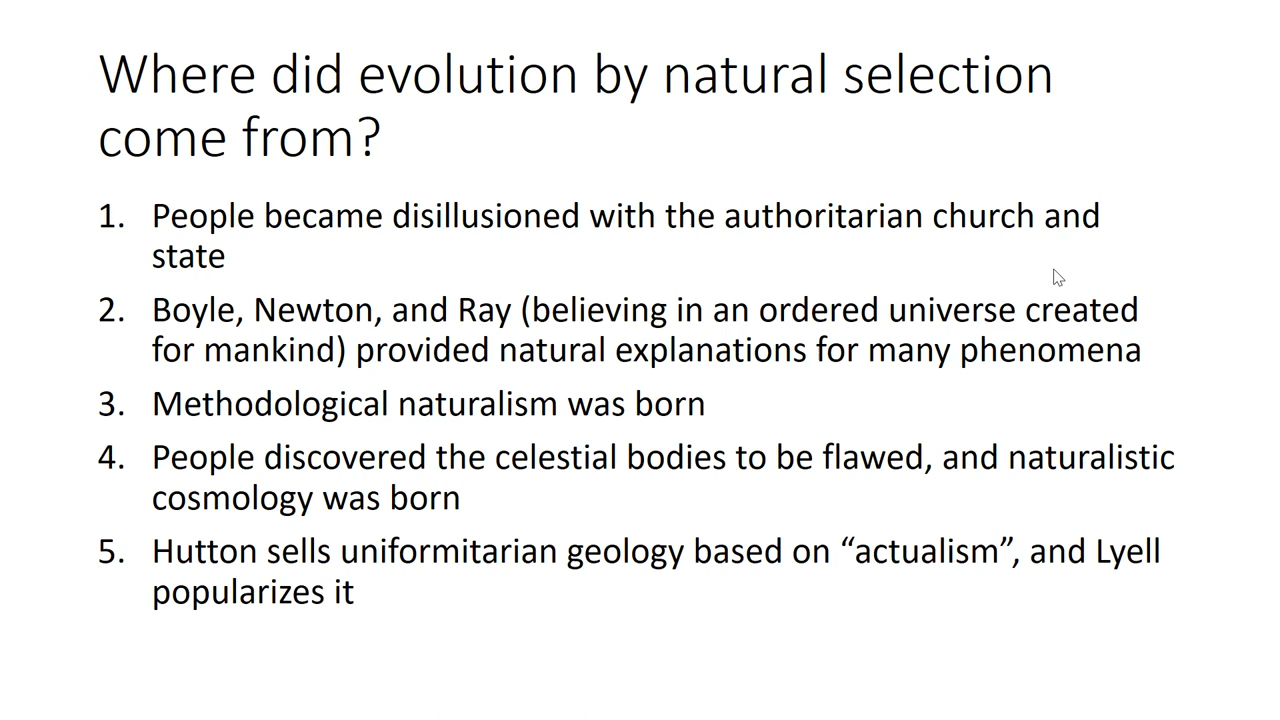 Where did evolution by natural selection
come from?
1. People became disillusioned with the authoritarian church and
state
2. Boyle, Newton, and Ray (believing in an ordered universe created
for mankind) provided natural explanations for many phenomena
3. Methodological naturalism was born
4. People discovered the celestial bodies to be flawed, and naturalistic
cosmology was born
5. Hutton sells uniformitarian geology based on “actualism”, and Lyell
popularizes it